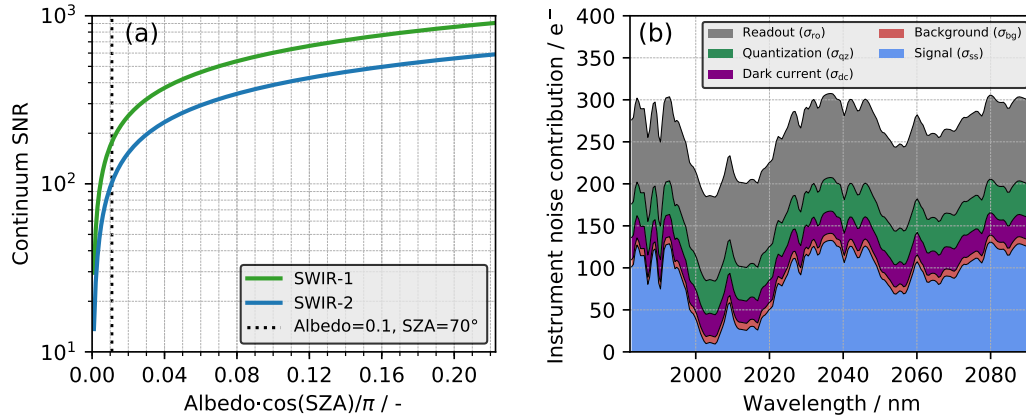 (a)
Continuum SNR
10³
10²
10¹
SWIR-1
SWIR-2
Albedo=0.1, SZA=70°
0.00 0.04 0.08 0.12 0.16 0.20
Albedo·cos(SZA)/π / -
(b)
Instrument noise contribution / e⁻
400
350
300
250
200
150
100
50
0
Readout (σro)
Quantization (σqz)
Dark current (σdc)
Background (σbg)
Signal (σss)
2000 2020 2040 2060 2080
Wavelength / nm